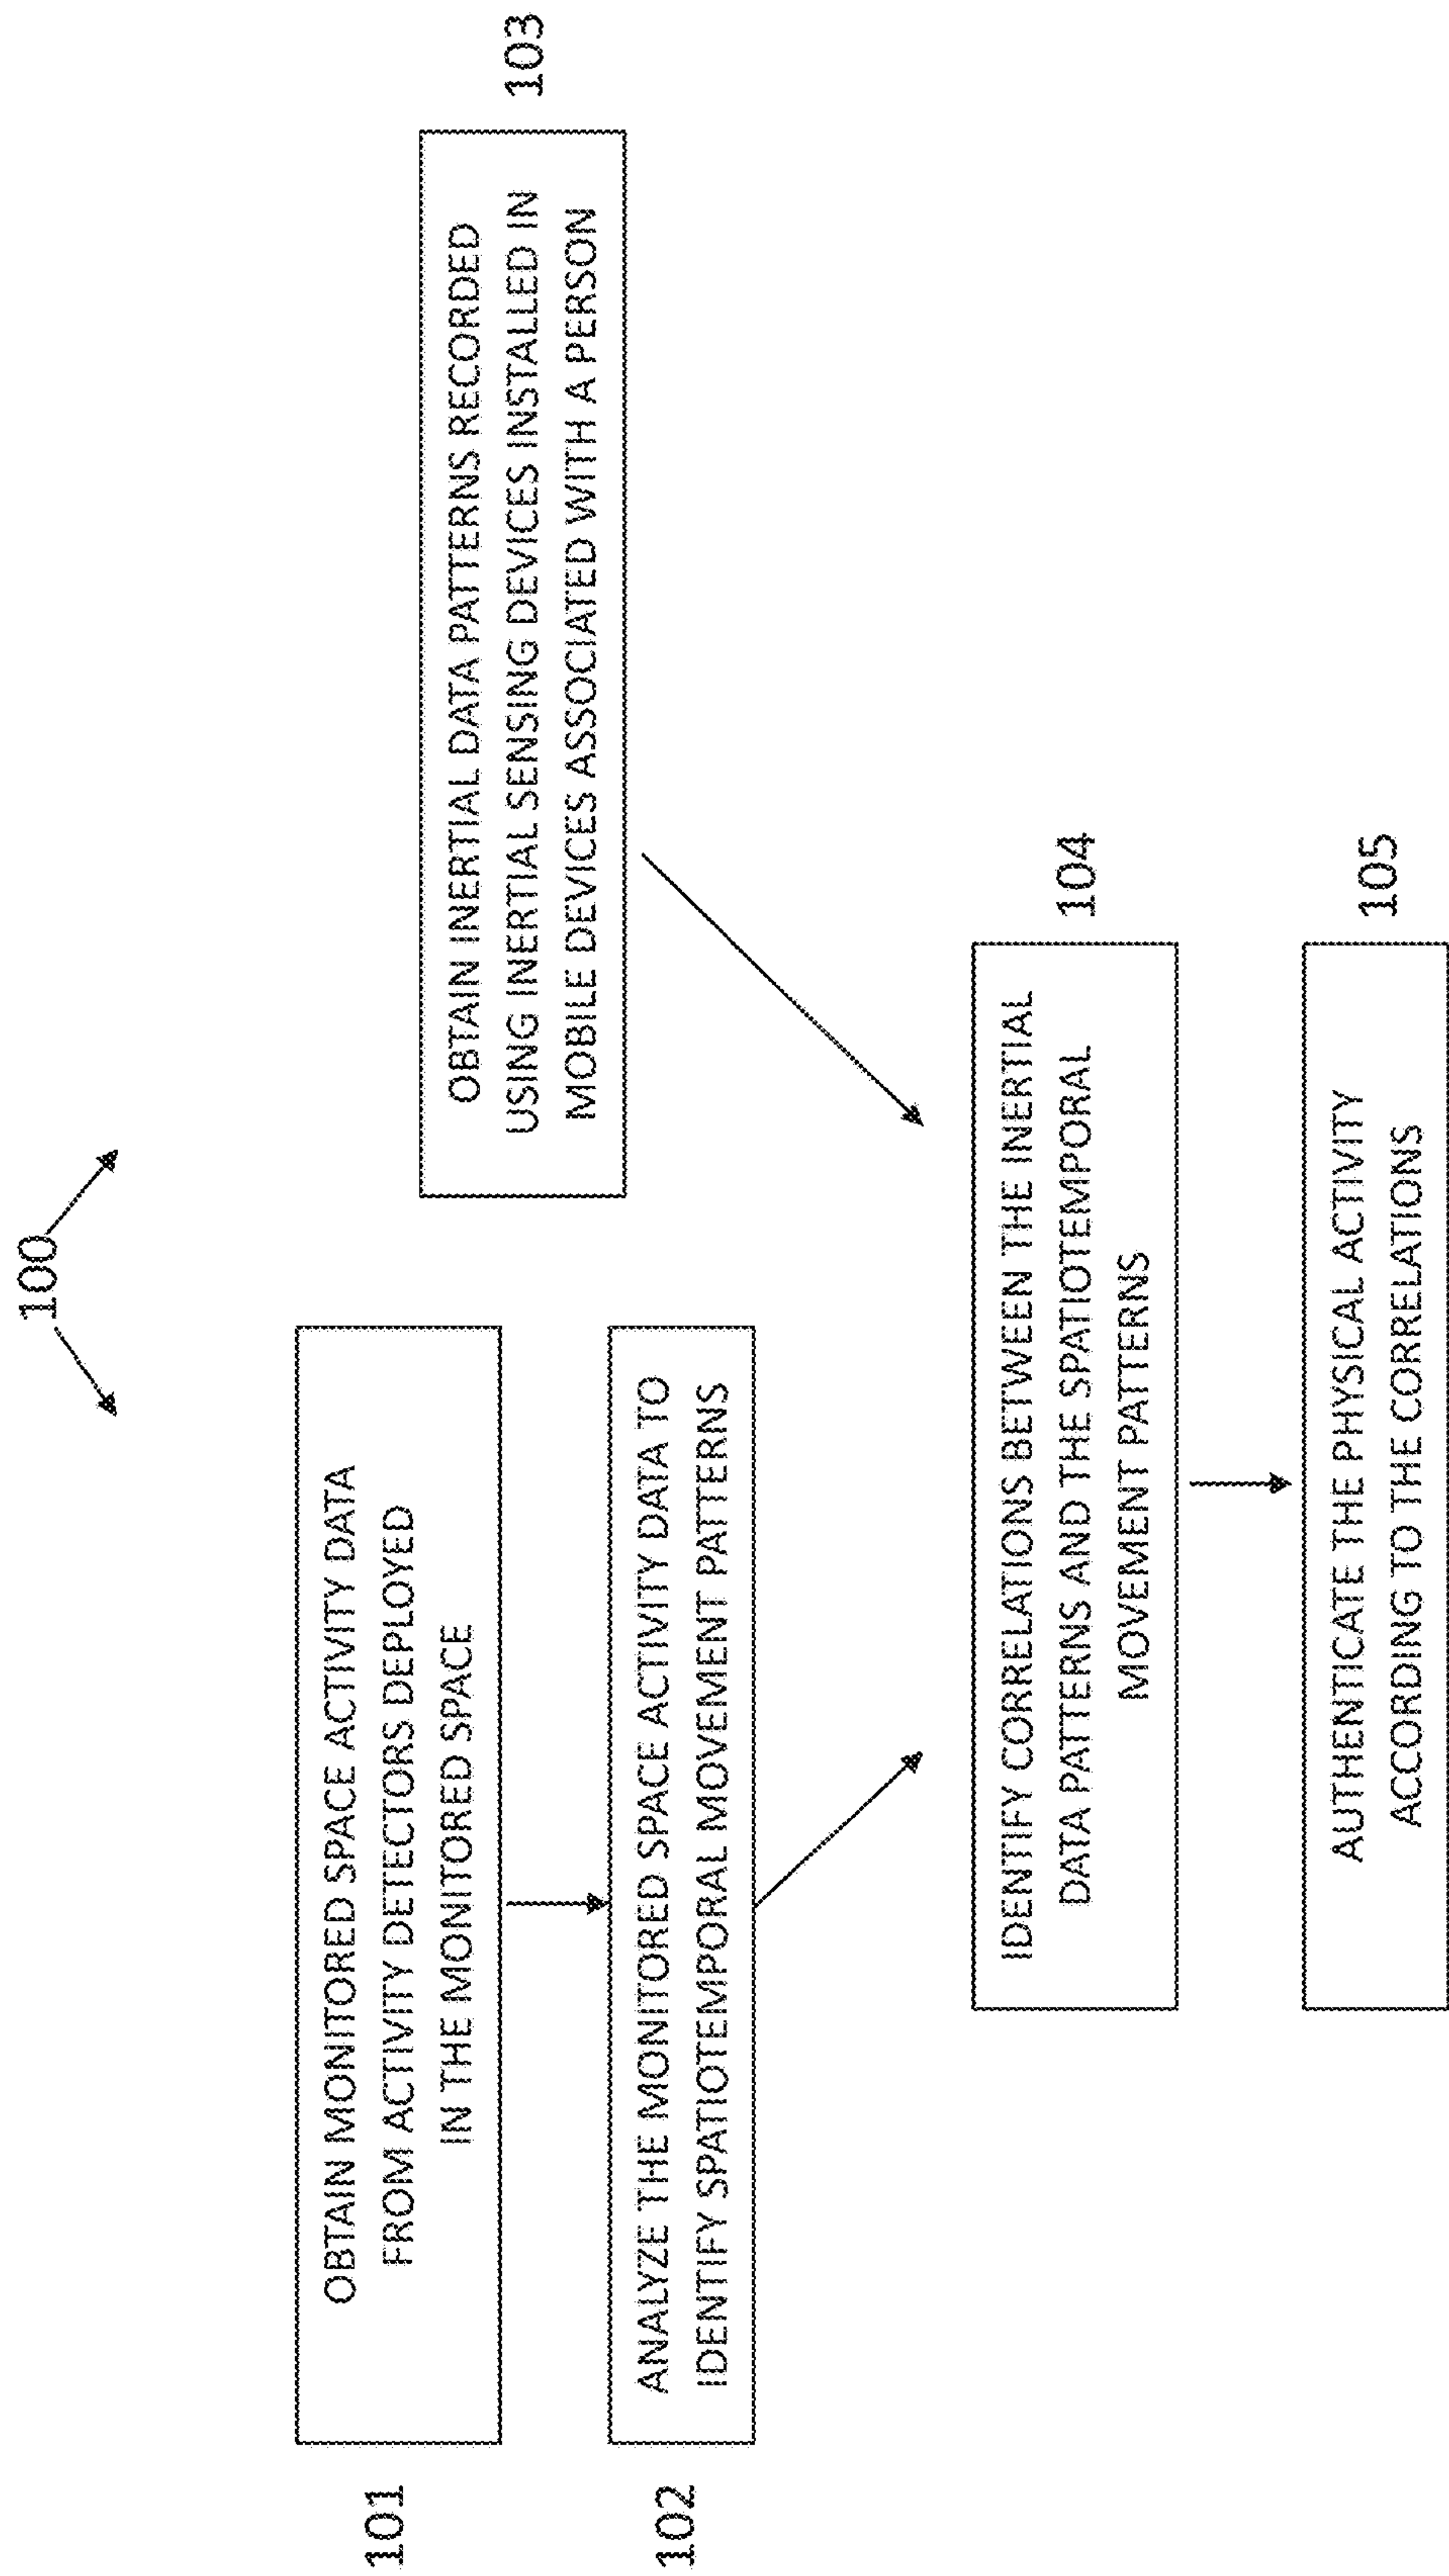 100
101
OBTAIN MONITORED SPACE ACTIVITY DATA
FROM ACTIVITY DETECTORS DEPLOYED
IN THE MONITORED SPACE
102
ANALYZE THE MONITORED SPACE ACTIVITY DATA TO
IDENTIFY SPATIOTEMPORAL MOVEMENT PATTERNS
103
OBTAIN INERTIAL DATA PATTERNS RECORDED
USING INERTIAL SENSING DEVICES INSTALLED IN
MOBILE DEVICES ASSOCIATED WITH A PERSON
104
IDENTIFY CORRELATIONS BETWEEN THE INERTIAL
DATA PATTERNS AND THE SPATIOTEMPORAL
MOVEMENT PATTERNS
105
AUTHENTICATE THE PHYSICAL ACTIVITY
ACCORDING TO THE CORRELATIONS